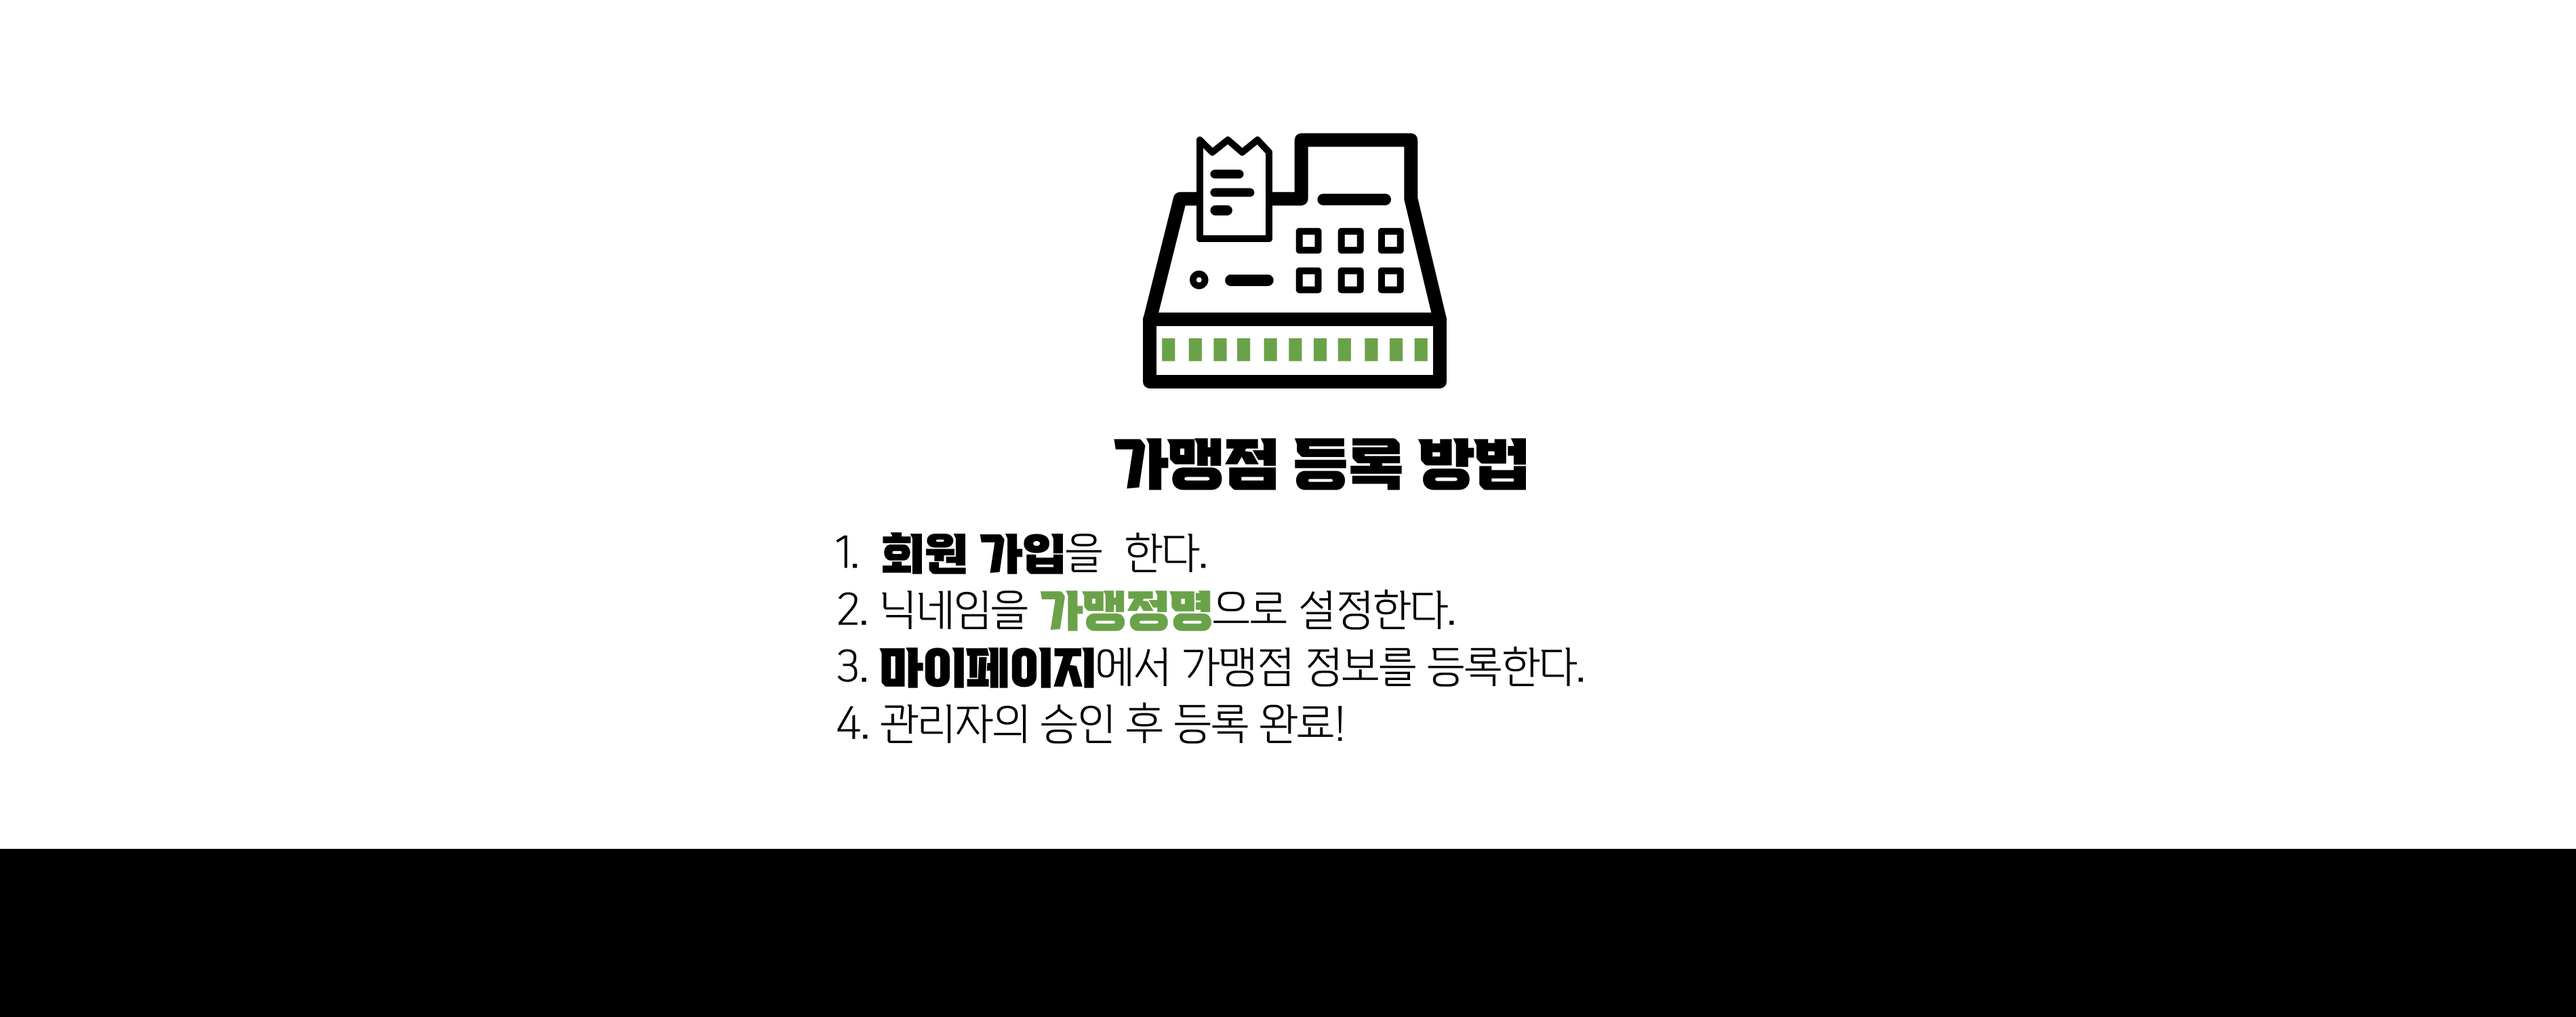 가맹점 등록 방법
1. 회원 가입을 한다.
2. 닉네임을 가맹정명으로 설정한다.
3. 마이페이지에서 가맹점 정보를 등록한다.
4. 관리자의 승인 후 등록 완료!